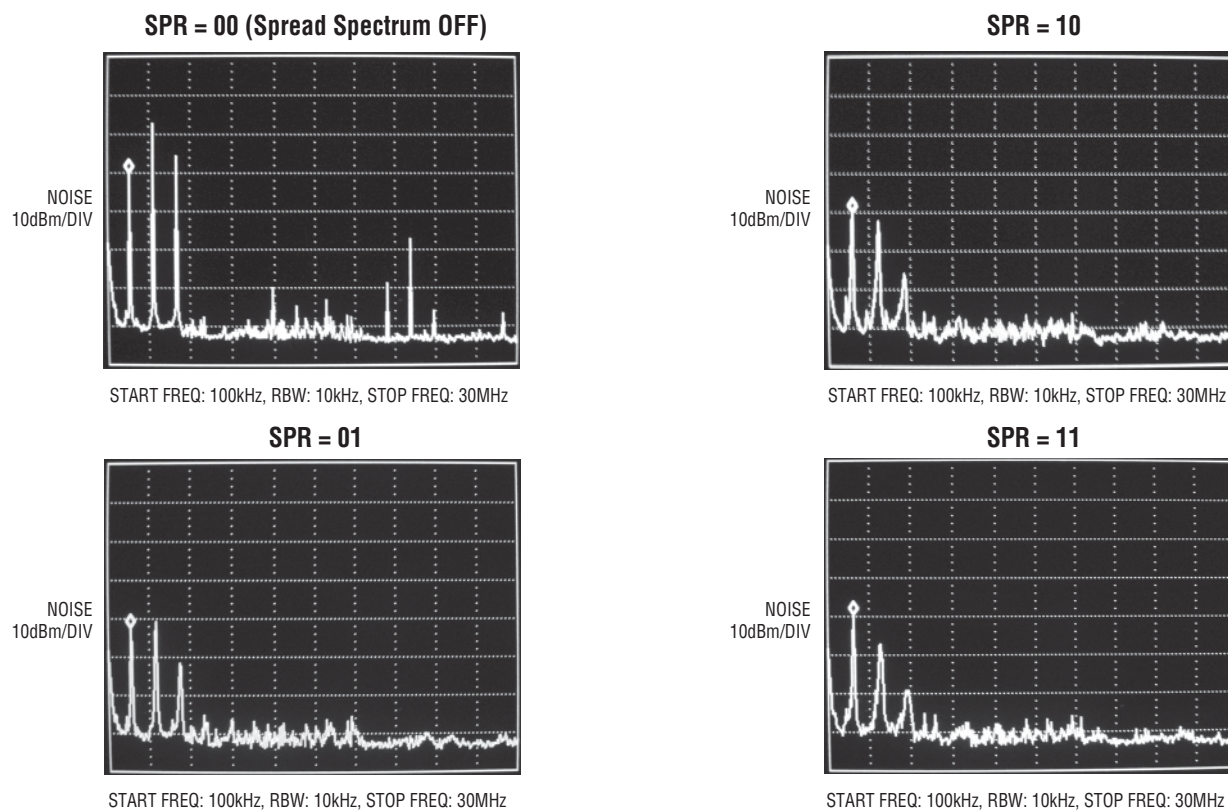 SPR = 00 (Spread Spectrum OFF)
NOISE
10dBm/DIV
START FREQ: 100kHz, RBW: 10kHz, STOP FREQ: 30MHz
SPR = 10
NOISE
10dBm/DIV
START FREQ: 100kHz, RBW: 10kHz, STOP FREQ: 30MHz
SPR = 01
NOISE
10dBm/DIV
START FREQ: 100kHz, RBW: 10kHz, STOP FREQ: 30MHz
SPR = 11
NOISE
10dBm/DIV
START FREQ: 100kHz, RBW: 10kHz, STOP FREQ: 30MHz